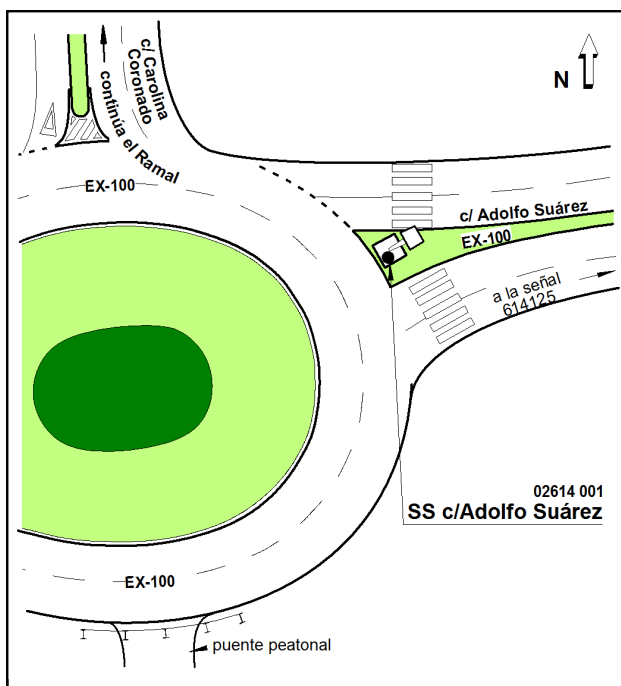 c/ Carolina
Coronado
continúa el Ramal
N
EX-100
c/ Adolfo Suárez
EX-100
a la señal
614125
02614 001
SS c/Adolfo Suárez
EX-100
puente peatonal